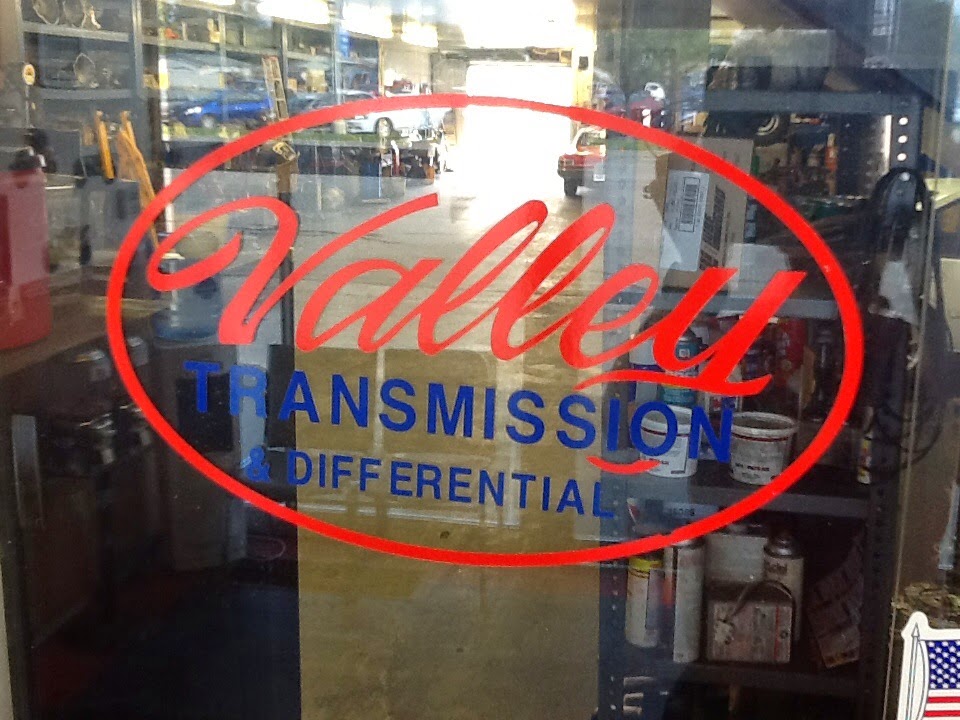 Valley
TRANSMISSION
& DIFFERENTIAL